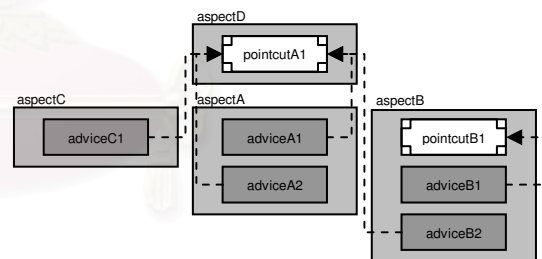 aspectD
pointcutA1
aspectC
adviceC1
aspectA
adviceA1
adviceA2
aspectB
pointcutB1
adviceB1
adviceB2